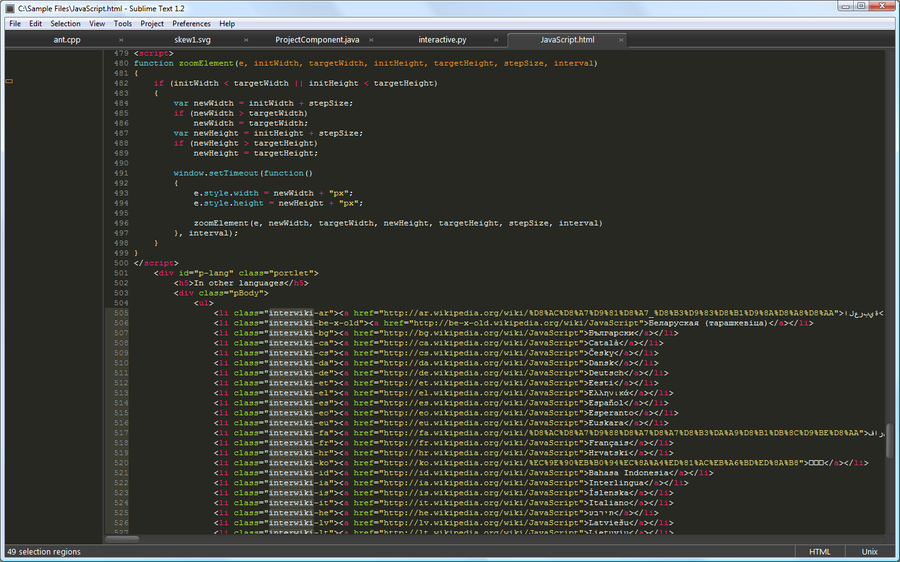 C:\Sample Files\JavaScript.html - Sublime Text 1.2
File Edit Selection View Tools Project Preferences Help
ant.cpp skew1.svg ProjectComponent.java interactive.py JavaScript.html
479 <script>
480 function zoomElement(e, initWidth, targetWidth, initHeight, targetHeight, stepSize, interval)
481 {
482 if (initWidth < targetWidth || initHeight < targetHeight)
483 {
484 var newWidth = initWidth + stepSize;
485 if (newWidth > targetWidth)
486 newWidth = targetWidth;
487 var newHeight = initHeight + stepSize;
488 if (newHeight > targetHeight)
489 newHeight = targetHeight;
490
491 window.setTimeout(function()
492 {
493 e.style.width = newWidth + "px";
494 e.style.height = newHeight + "px";
495
496 zoomElement(e, newWidth, targetWidth, newHeight, targetHeight, stepSize, interval)
497 }, interval);
498 }
499 }
500 </script>
501 <div id="p-lang" class="portlet">
502 <h5>In other languages</h5>
503 <div class="pBody">
504 <ul>
505 <li class="interwiki-ar"><a href="http://ar.wikipedia.org/wiki/%D8%AC%D8%A7%D9%81%D8%A7_%D8%B3%D9%83%D8%B1%D9%8A%D8%A8%D8%AA">
506 <li class="interwiki-be-x-old"><a href="http://be-x-old.wikipedia.org/wiki/JavaScript">Беларуская (тарашкевіца)</a></li>
507 <li class="interwiki-bg"><a href="http://bg.wikipedia.org/wiki/JavaScript">Български</a></li>
508 <li class="interwiki-ca"><a href="http://ca.wikipedia.org/wiki/JavaScript">Català</a></li>
509 <li class="interwiki-cs"><a href="http://cs.wikipedia.org/wiki/JavaScript">Česky</a></li>
510 <li class="interwiki-da"><a href="http://da.wikipedia.org/wiki/JavaScript">Dansk</a></li>
511 <li class="interwiki-de"><a href="http://de.wikipedia.org/wiki/JavaScript">Deutsch</a></li>
512 <li class="interwiki-et"><a href="http://et.wikipedia.org/wiki/JavaScript">Eesti</a></li>
513 <li class="interwiki-el"><a href="http://el.wikipedia.org/wiki/JavaScript">Ελληνικά</a></li>
514 <li class="interwiki-es"><a href="http://es.wikipedia.org/wiki/JavaScript">Español</a></li>
515 <li class="interwiki-eo"><a href="http://eo.wikipedia.org/wiki/JavaScript">Esperanto</a></li>
516 <li class="interwiki-eu"><a href="http://eu.wikipedia.org/wiki/JavaScript">Euskara</a></li>
517 <li class="interwiki-fa"><a href="http://fa.wikipedia.org/wiki/%D8%AC%D8%A7%D9%88%D8%A7%D8%A7%D8%B3%DA%A9%D8%B1%DB%8C%D9%BE%D8%AA">
518 <li class="interwiki-fr"><a href="http://fr.wikipedia.org/wiki/JavaScript">Français</a></li>
519 <li class="interwiki-hr"><a href="http://hr.wikipedia.org/wiki/JavaScript">Hrvatski</a></li>
520 <li class="interwiki-ko"><a href="http://ko.wikipedia.org/wiki/%EC%9E%90%EB%B0%94%EC%8A%A4%ED%81%AC%EB%A6%BD%ED%8A%B8">□□□</a></li>
521 <li class="interwiki-id"><a href="http://id.wikipedia.org/wiki/JavaScript">Bahasa Indonesia</a></li>
522 <li class="interwiki-ia"><a href="http://ia.wikipedia.org/wiki/JavaScript">Interlingua</a></li>
523 <li class="interwiki-is"><a href="http://is.wikipedia.org/wiki/JavaScript">Íslenska</a></li>
524 <li class="interwiki-it"><a href="http://it.wikipedia.org/wiki/JavaScript">Italiano</a></li>
525 <li class="interwiki-he"><a href="http://he.wikipedia.org/wiki/JavaScript">עברית</a></li>
526 <li class="interwiki-lv"><a href="http://lv.wikipedia.org/wiki/JavaScript">Latviešu</a></li>
527 <li class="interwiki-lt"><a href="http://lt.wikipedia.org/wiki/JavaScript">Lietuvių</a></li>
49 selection regions HTML Unix